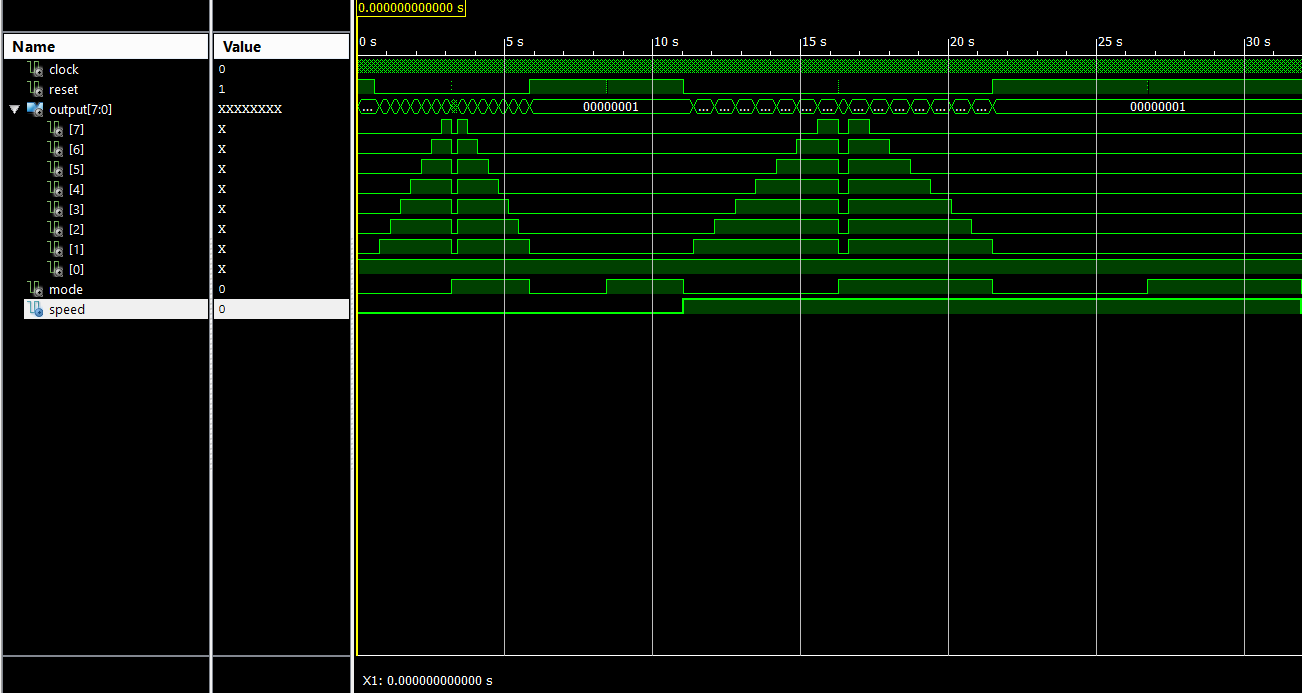 0.000000000000 s
Name Value 0 s 5 s 10 s 15 s 20 s 25 s 30 s
clock 0
reset 1
output[7:0] XXXXXXXX ... 00000001 ... ... ... ... ... ... ... ... ... ... ... ... ... 00000001
[7] X
[6] X
[5] X
[4] X
[3] X
[2] X
[1] X
[0] X
mode 0
speed 0
X1: 0.000000000000 s